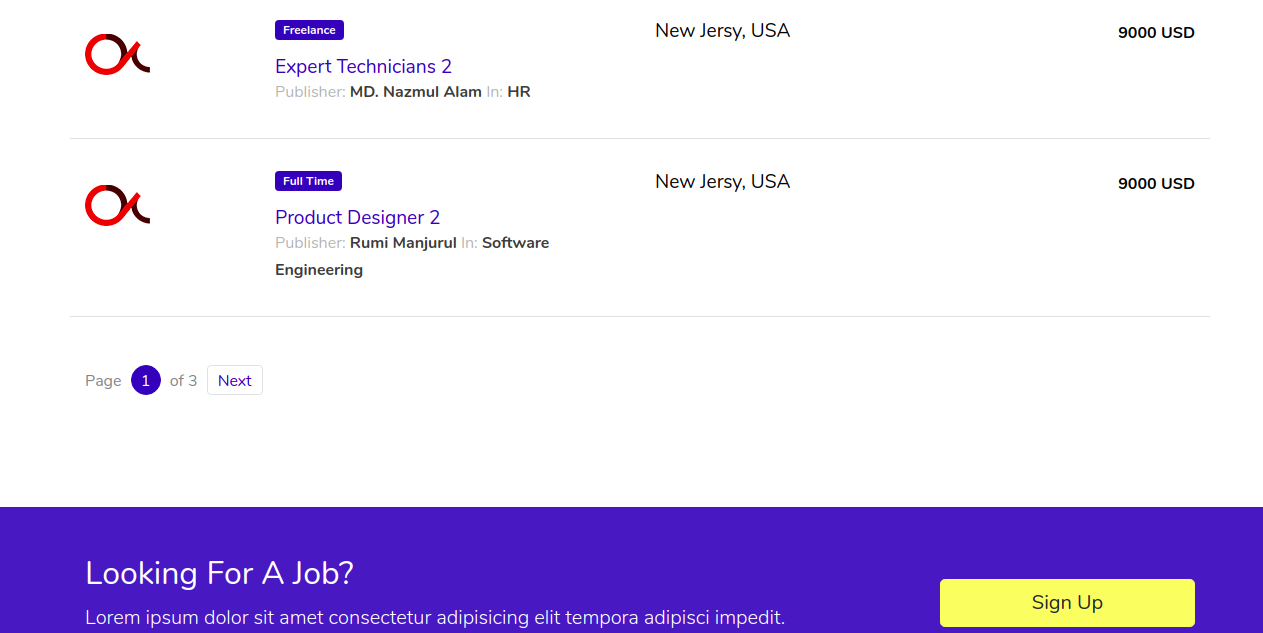 Freelance
New Jersy, USA
9000 USD
Expert Technicians 2
Publisher: MD. Nazmul Alam In: HR
Full Time
New Jersy, USA
9000 USD
Product Designer 2
Publisher: Rumi Manjurul In: Software
Engineering
Page 1 of 3 Next
Looking For A Job?
Lorem ipsum dolor sit amet consectetur adipisicing elit tempora adipisci impedit.
Sign Up